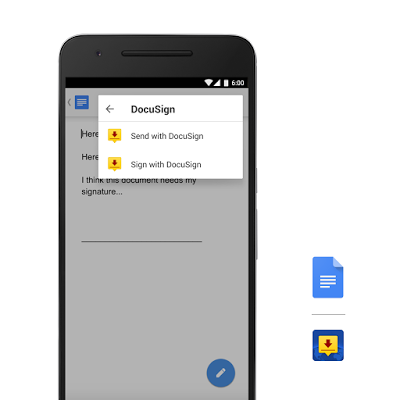 6:00
DocuSign
Send with DocuSign
Sign with DocuSign
Here
Here
I think this document needs my
signature...